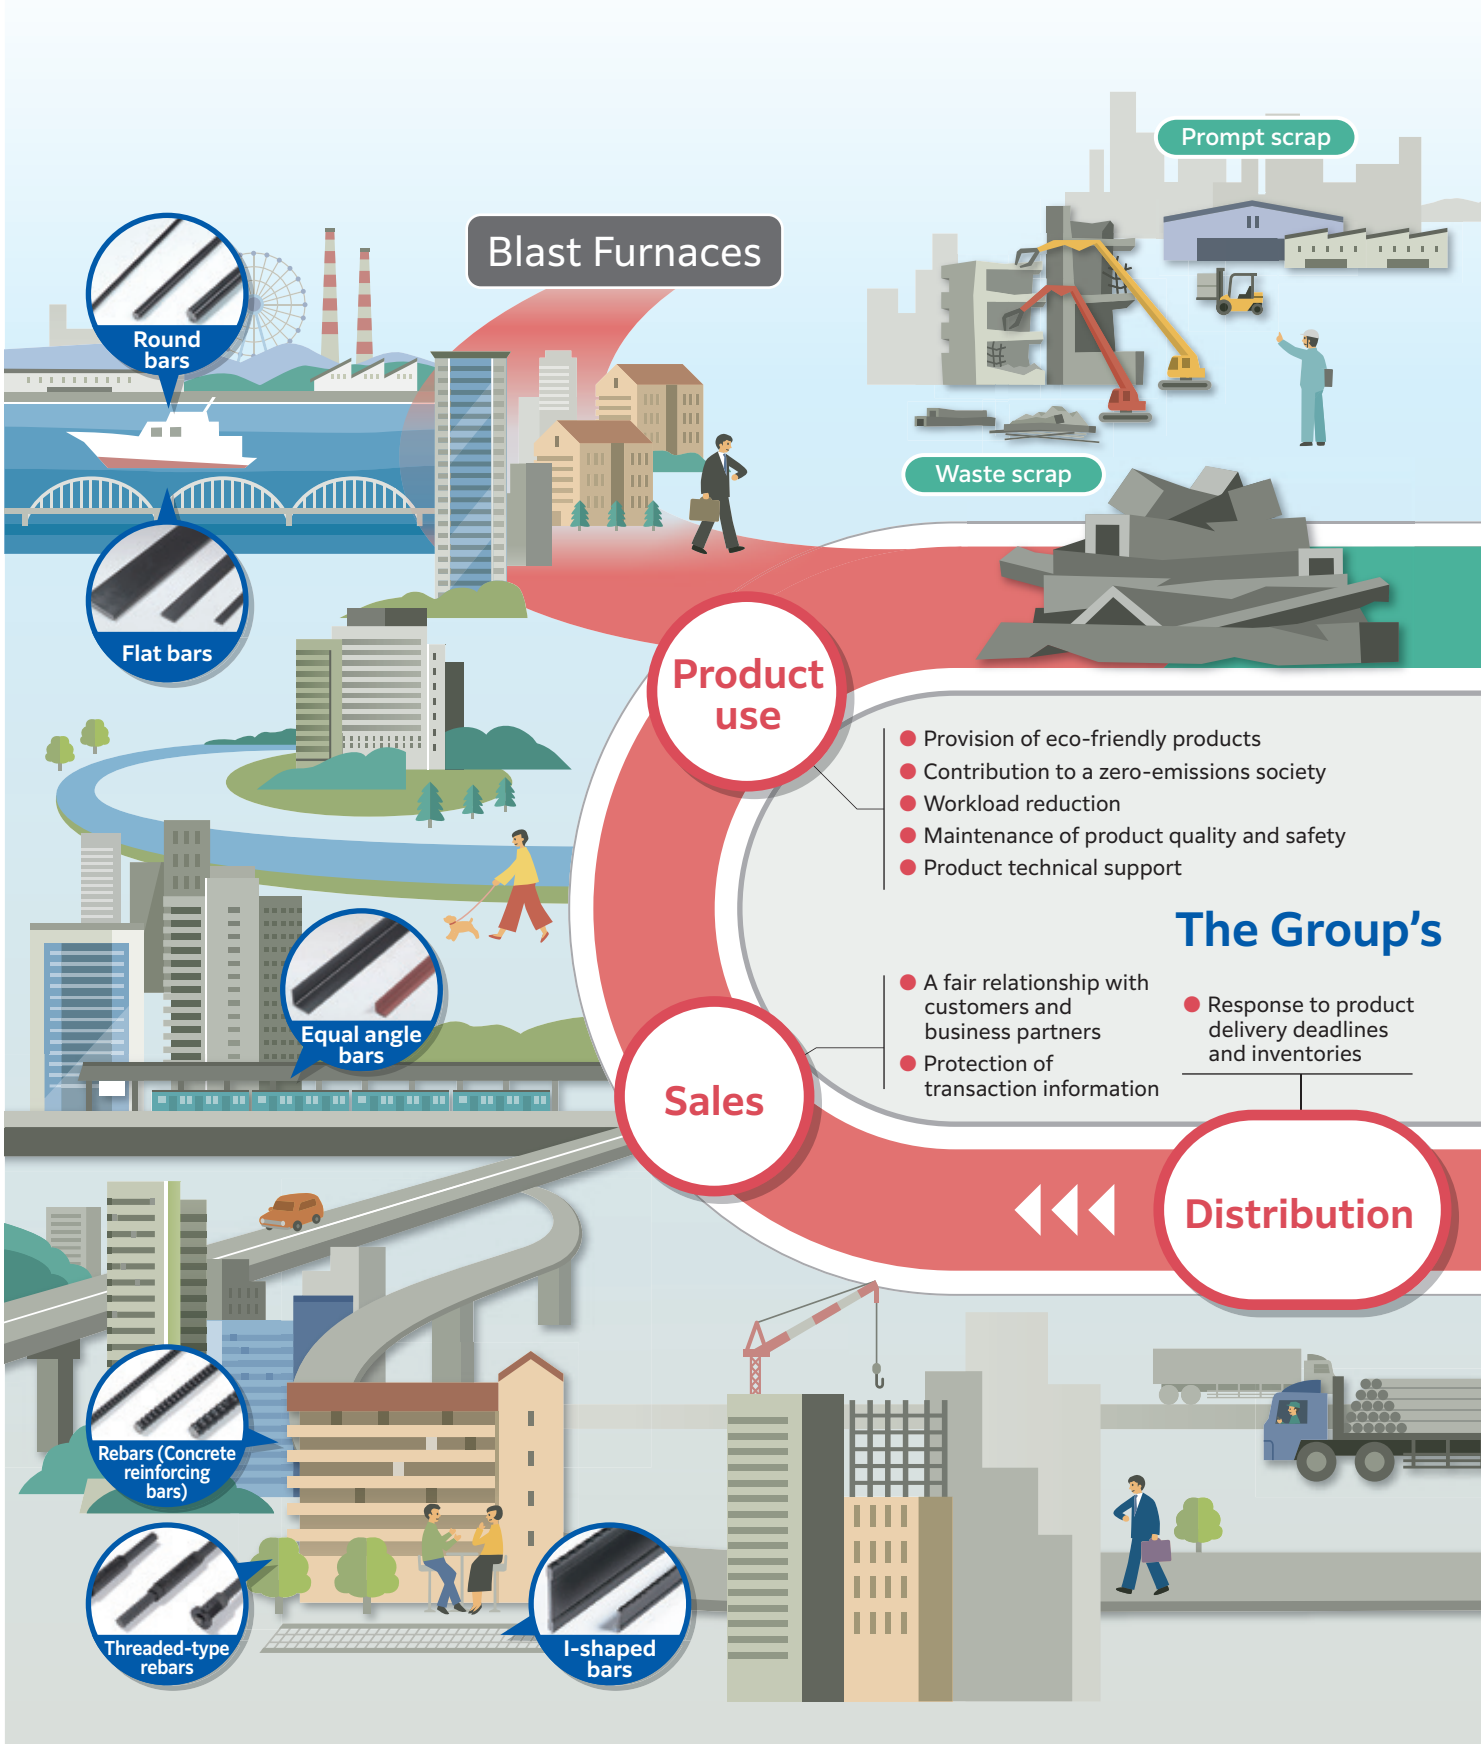 Prompt scrap
Blast Furnaces
Round
bars
Waste scrap
Flat bars
Product
use
Provision of eco-friendly products
Contribution to a zero-emissions society
Workload reduction
Maintenance of product quality and safety
Product technical support
The Group's
Equal angle
bars
Sales
A fair relationship with
customers and
business partners
Protection of
transaction information
Response to product
delivery deadlines
and inventories
Distribution
Rebars (Concrete
reinforcing
bars)
Threaded-type
rebars
I-shaped
bars